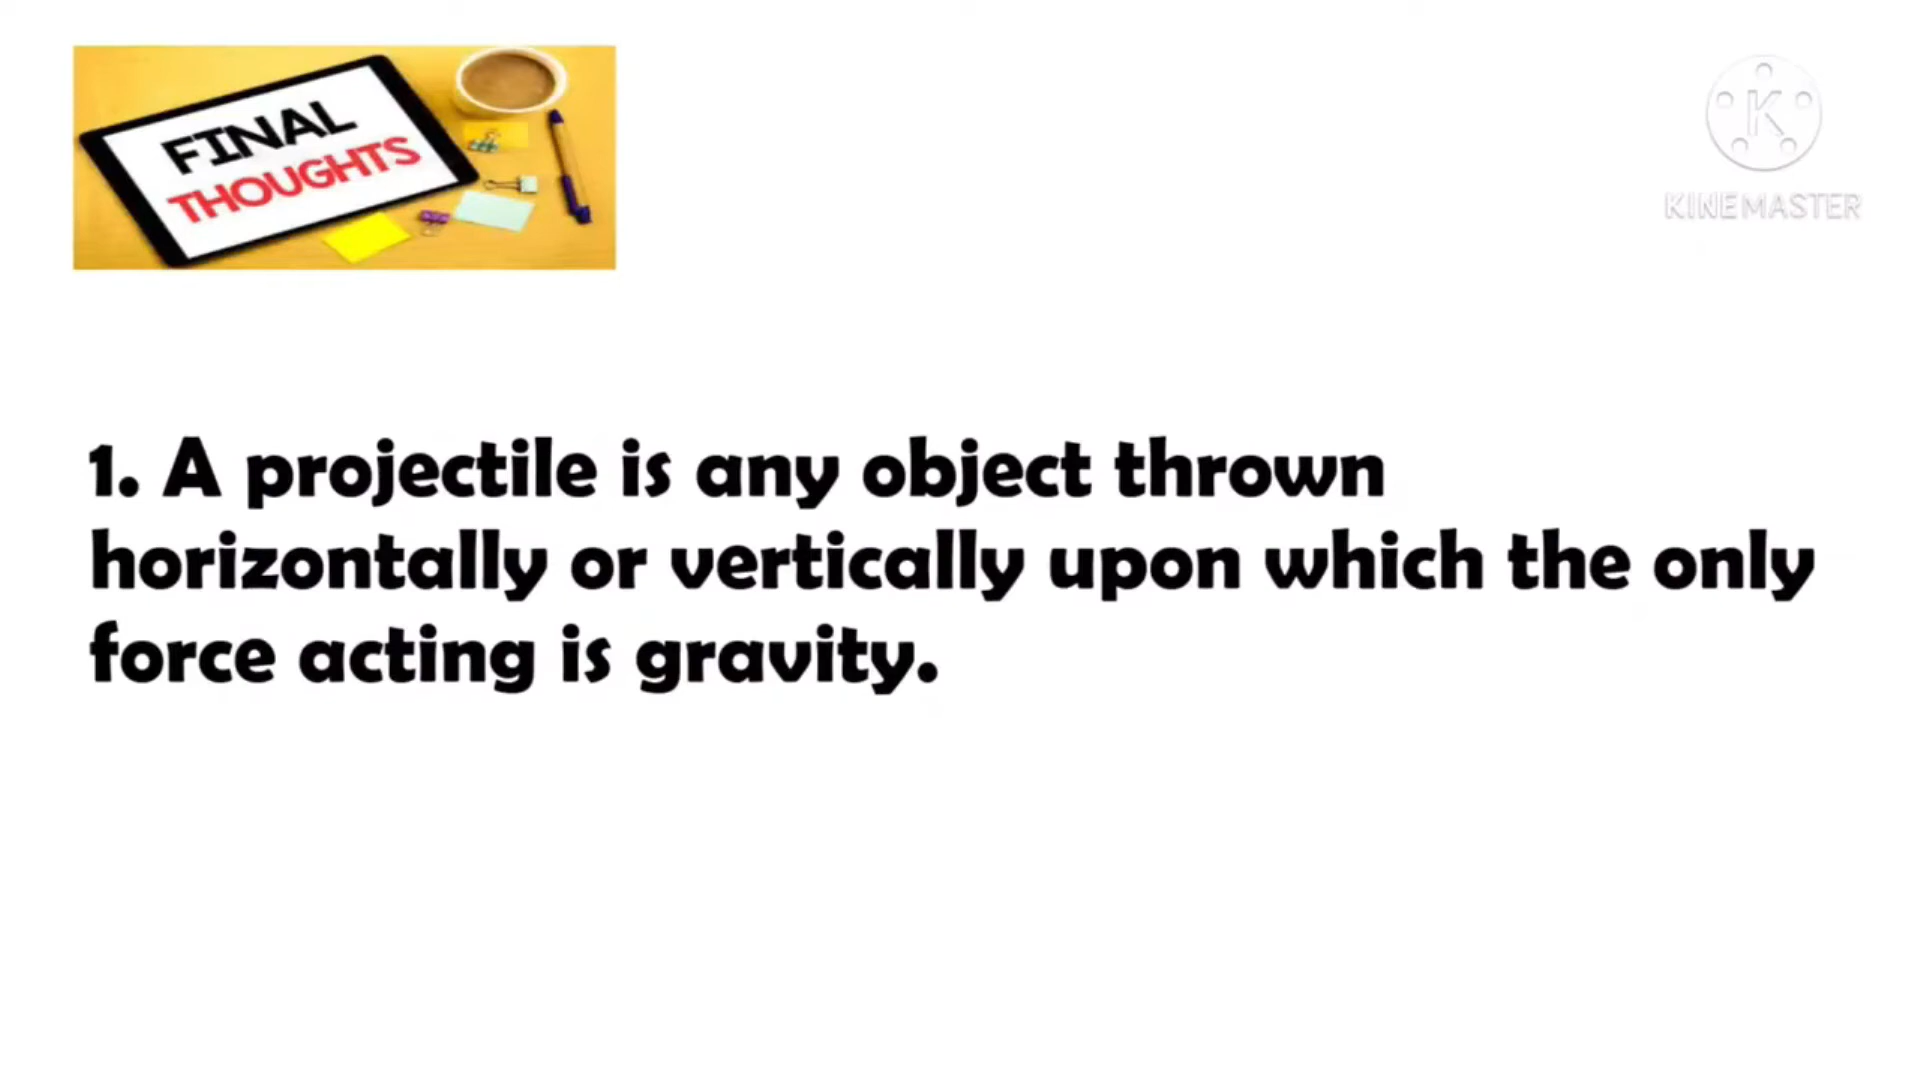 FINAL
THOUGHTS
K
KINEMASTER
1. A projectile is any object thrown
horizontally or vertically upon which the only
force acting is gravity.